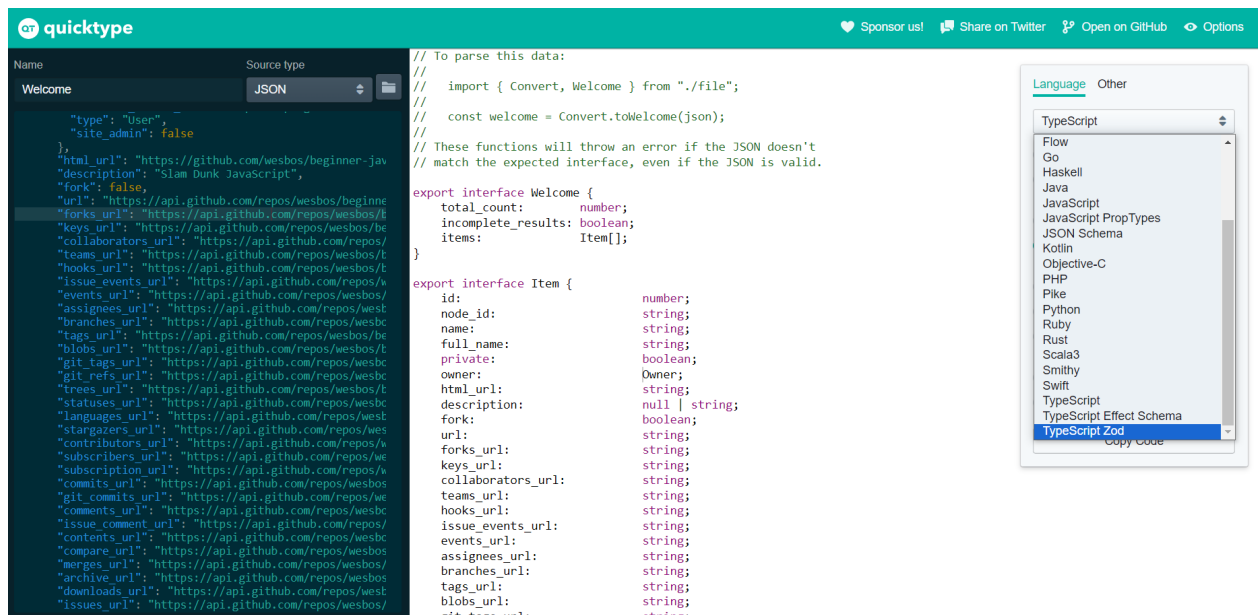 quicktype
Sponsor us! Share on Twitter Open on GitHub Options
Name Source type
Welcome JSON
"type": "User",
"site_admin": false
},
"html_url": "https://github.com/wesbos/beginner-jav
"description": "Slam Dunk JavaScript",
"fork": false,
"url": "https://api.github.com/repos/wesbos/beginne
"forks_url": "https://api.github.com/repos/wesbos/b
"keys_url": "https://api.github.com/repos/wesbos/be
"collaborators_url": "https://api.github.com/repos/
"teams_url": "https://api.github.com/repos/wesbos/b
"hooks_url": "https://api.github.com/repos/wesbos/b
"issue_events_url": "https://api.github.com/repos/w
"events_url": "https://api.github.com/repos/wesbos/
"assignees_url": "https://api.github.com/repos/wesb
"branches_url": "https://api.github.com/repos/wesbo
"tags_url": "https://api.github.com/repos/wesbos/be
"blobs_url": "https://api.github.com/repos/wesbos/b
"git_tags_url": "https://api.github.com/repos/wesbo
"git_refs_url": "https://api.github.com/repos/wesbo
"trees_url": "https://api.github.com/repos/wesbos/b
"statuses_url": "https://api.github.com/repos/wesbo
"languages_url": "https://api.github.com/repos/wesb
"stargazers_url": "https://api.github.com/repos/wes
"contributors_url": "https://api.github.com/repos/w
"subscribers_url": "https://api.github.com/repos/we
"subscription_url": "https://api.github.com/repos/w
"commits_url": "https://api.github.com/repos/wesbos
"git_commits_url": "https://api.github.com/repos/we
"comments_url": "https://api.github.com/repos/wesbo
"issue_comment_url": "https://api.github.com/repos/
"contents_url": "https://api.github.com/repos/wesbo
"compare_url": "https://api.github.com/repos/wesbos
"merges_url": "https://api.github.com/repos/wesbos/
"archive_url": "https://api.github.com/repos/wesbos
"downloads_url": "https://api.github.com/repos/wesb
"issues_url": "https://api.github.com/repos/wesbos/
// To parse this data:
//
//   import { Convert, Welcome } from "./file";
//
//   const welcome = Convert.toWelcome(json);
//
// These functions will throw an error if the JSON doesn't
// match the expected interface, even if the JSON is valid.
export interface Welcome {
total_count: number;
incomplete_results: boolean;
items: Item[];
}
export interface Item {
id: number;
node_id: string;
name: string;
full_name: string;
private: boolean;
owner: Owner;
html_url: string;
description: null | string;
fork: boolean;
url: string;
forks_url: string;
keys_url: string;
collaborators_url: string;
teams_url: string;
hooks_url: string;
issue_events_url: string;
events_url: string;
assignees_url: string;
branches_url: string;
tags_url: string;
blobs_url: string;
Language Other
TypeScript
Flow
Go
Haskell
Java
JavaScript
JavaScript PropTypes
JSON Schema
Kotlin
Objective-C
PHP
Pike
Python
Ruby
Rust
Scala3
Smithy
Swift
TypeScript
TypeScript Effect Schema
TypeScript Zod
Copy Code